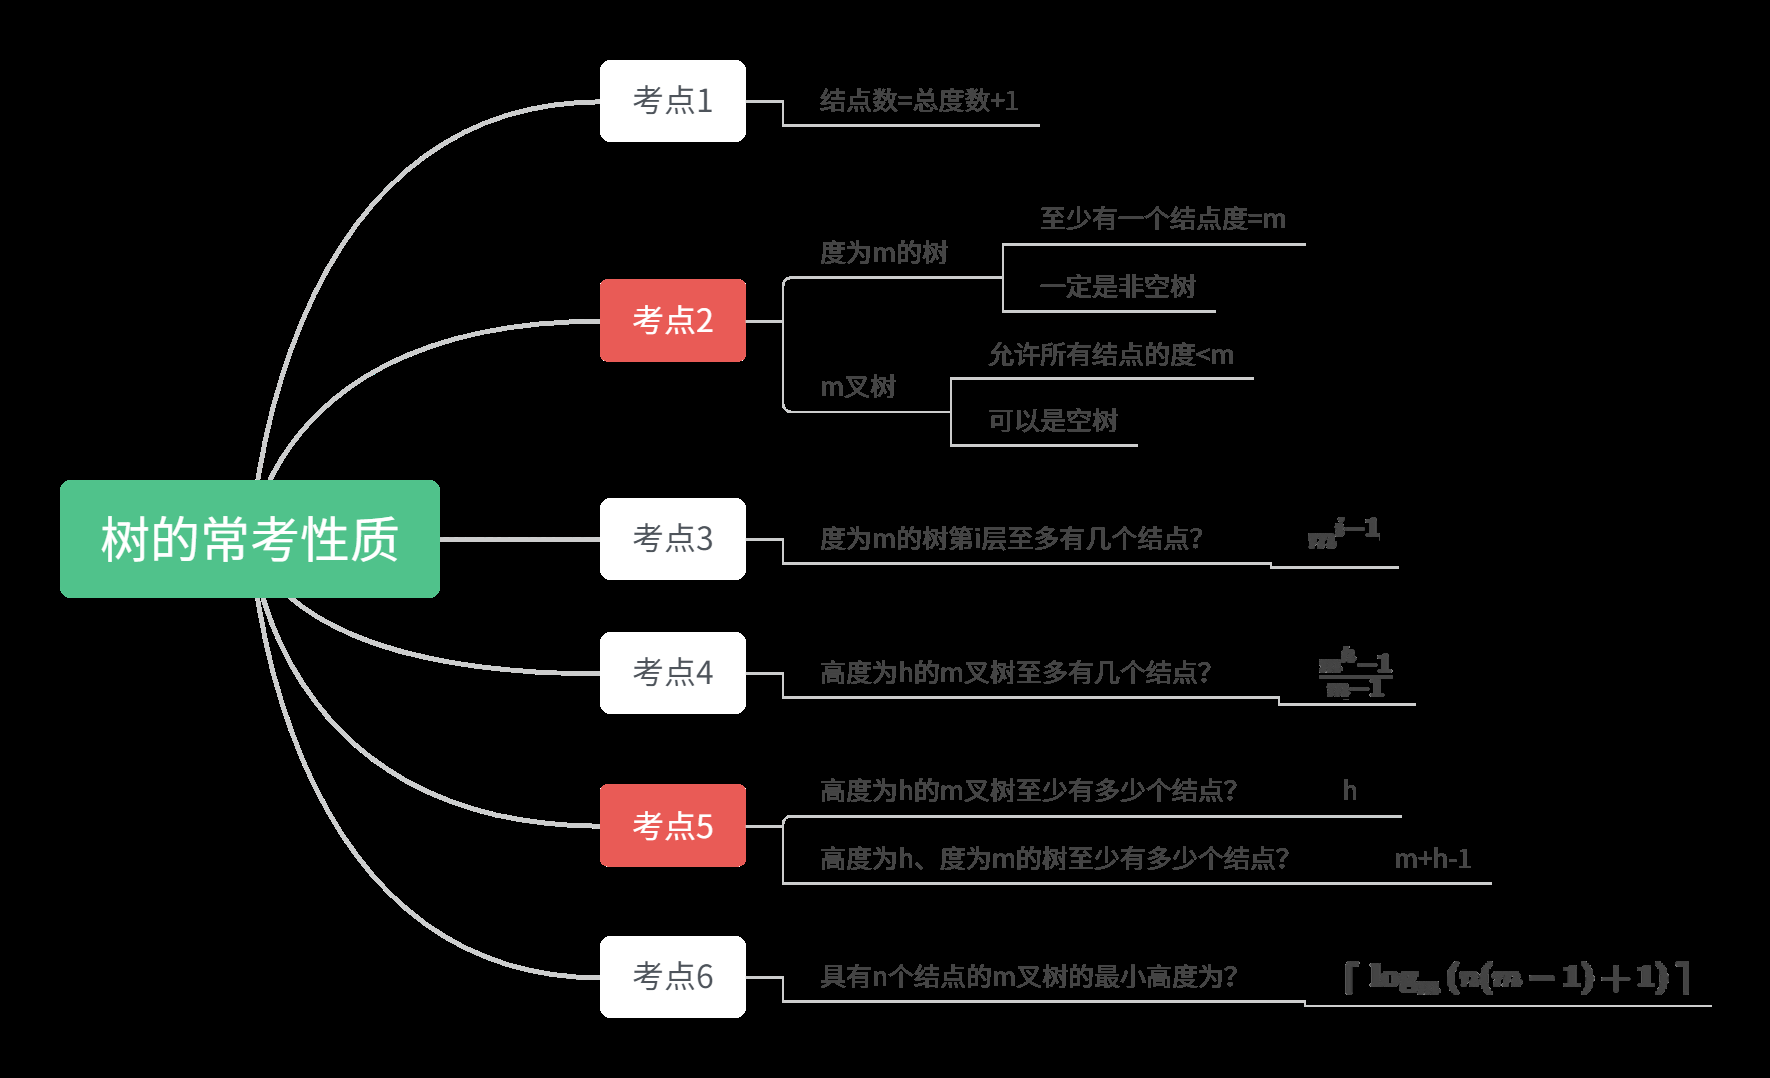 树的常考性质
考点1
结点数=总度数+1
考点2
度为m的树
至少有一个结点度=m
一定是非空树
m叉树
允许所有结点的度<m
可以是空树
考点3
度为m的树第i层至多有几个结点？
m^{i-1}
考点4
高度为h的m叉树至多有几个结点？
\frac{m^h-1}{m-1}
考点5
高度为h的m叉树至少有多少个结点？ h
高度为h、度为m的树至少有多少个结点？ m+h-1
考点6
具有n个结点的m叉树的最小高度为？
⌈log_m(n(m-1)+1)⌉